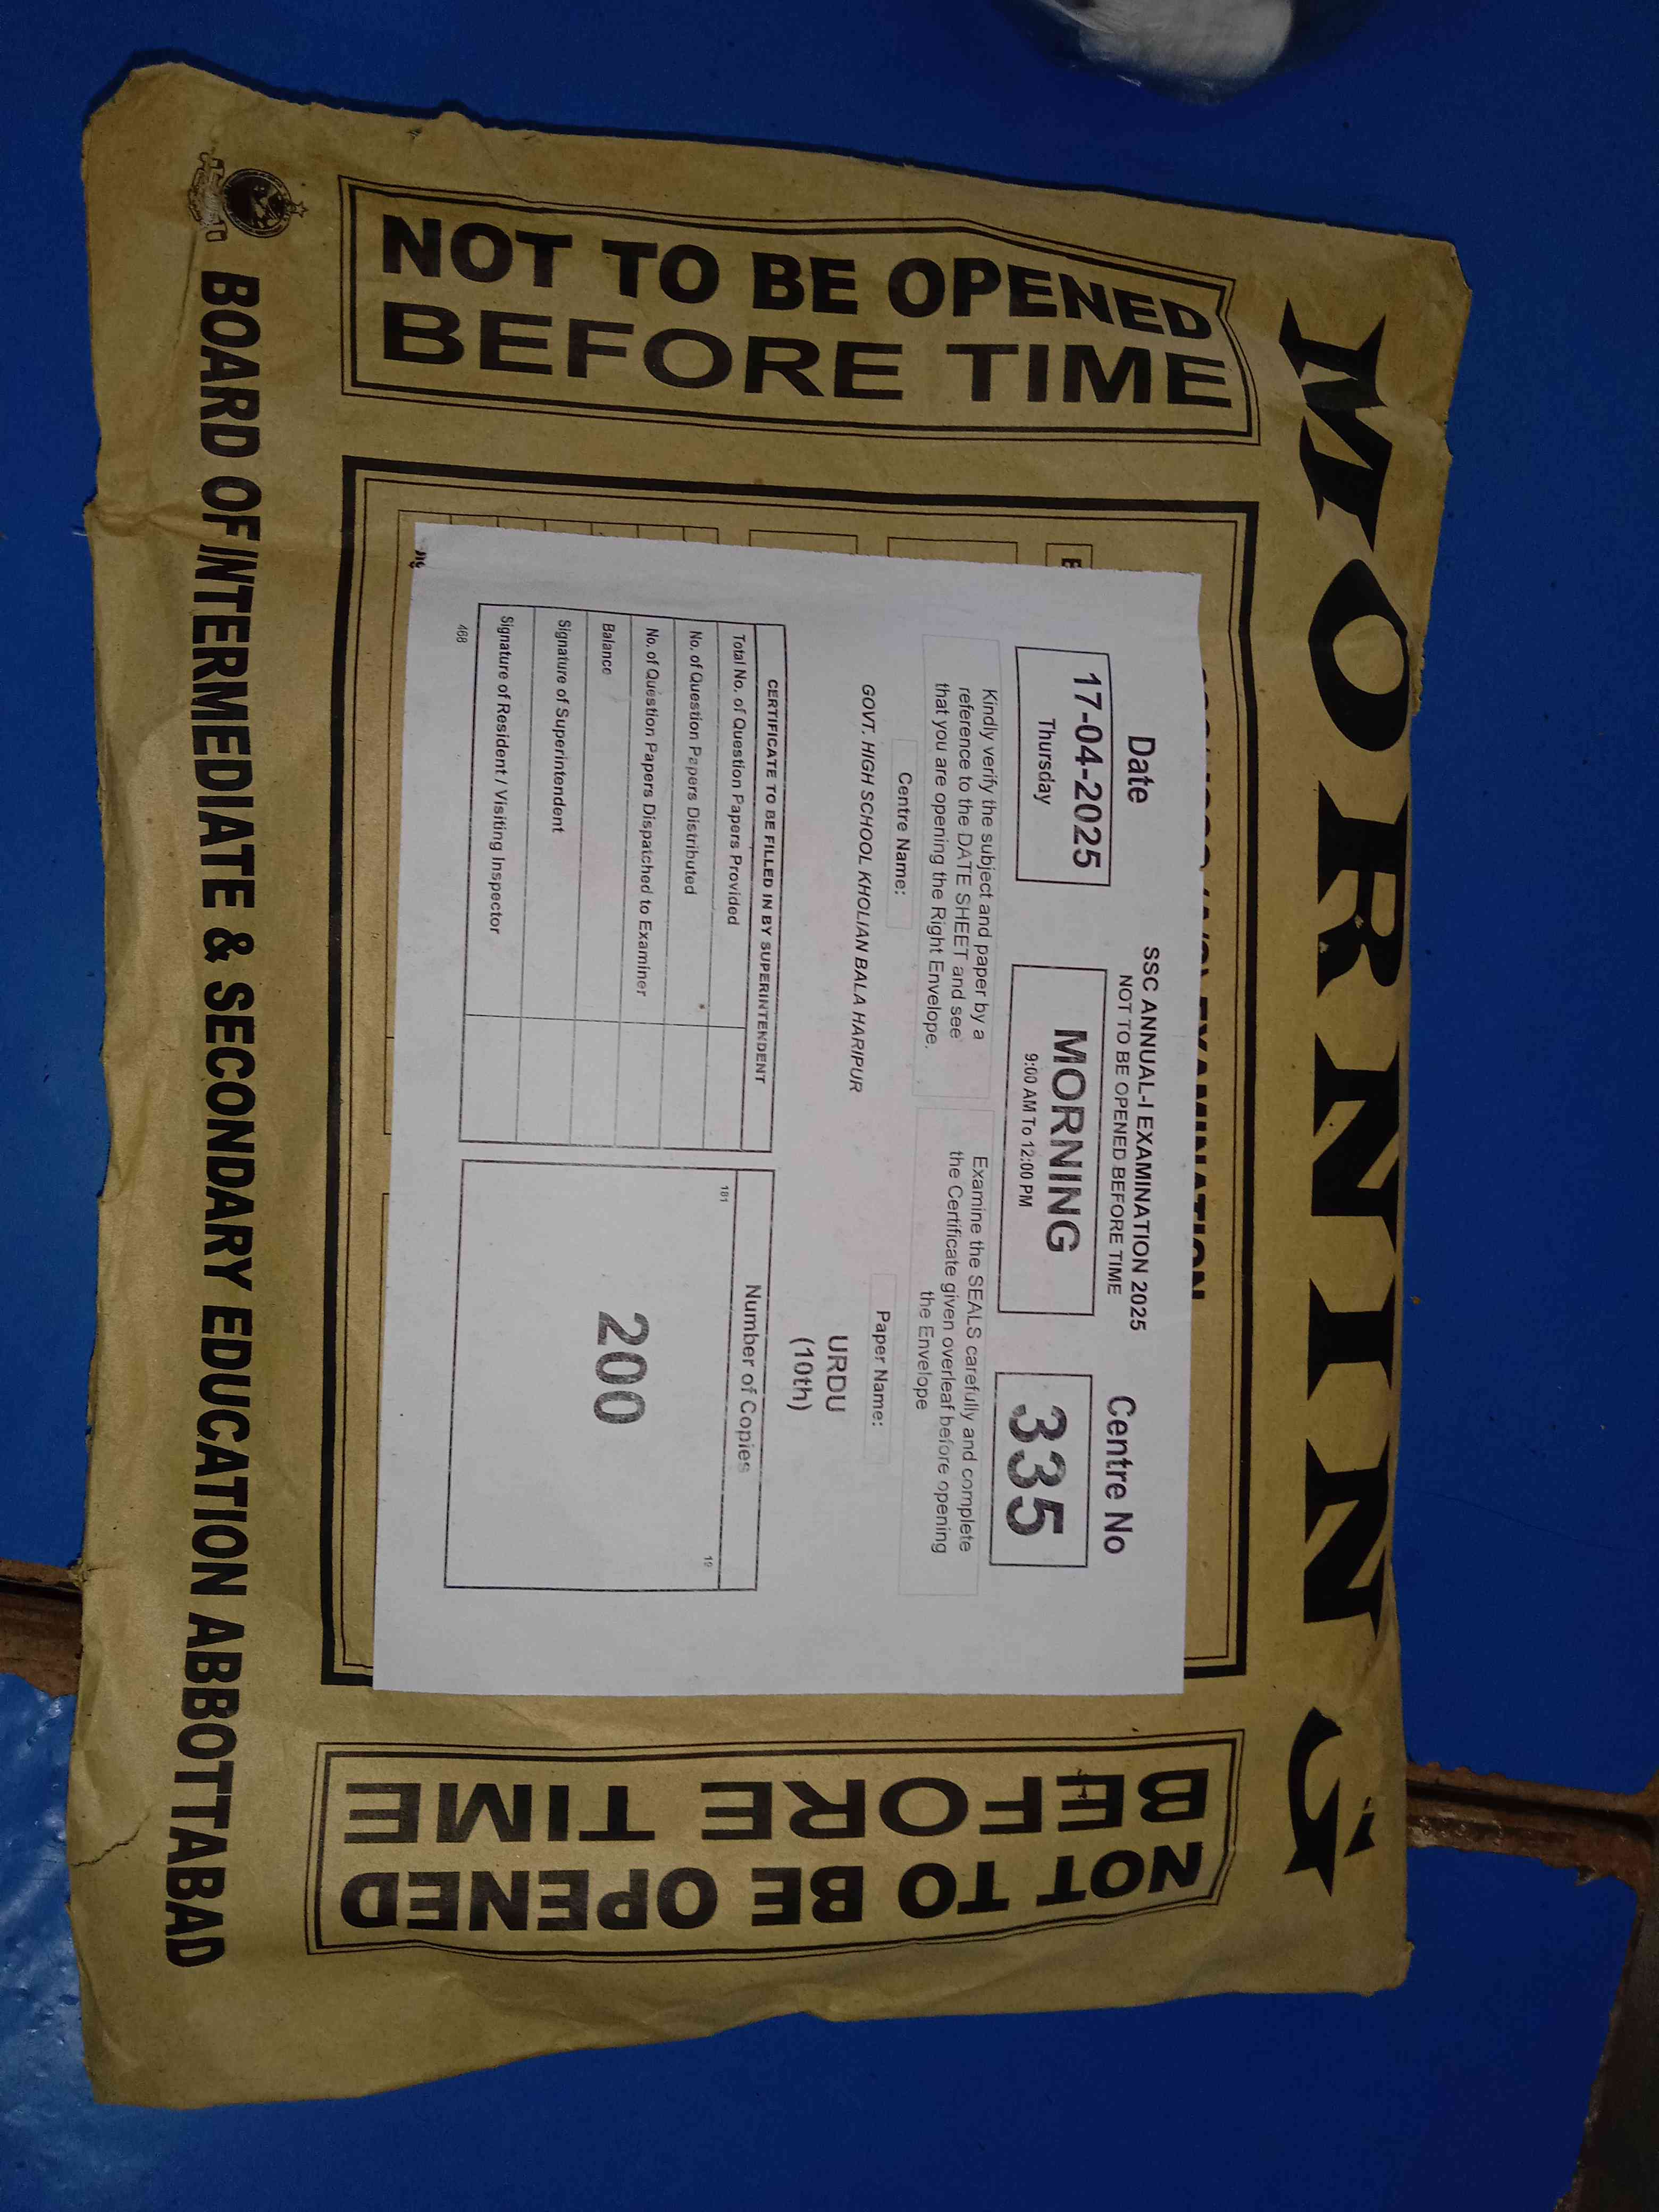 MORNING
NOT TO BE OPENED
BEFORE TIME
EXAMINATION
Date
17-04-2025
Thursday
SSC ANNUAL-I EXAMINATION 2025
NOT TO BE OPENED BEFORE TIME
MORNING
9:00 AM To 12:00 PM
Centre No
335
Kindly verify the subject and paper by a
reference to the DATE SHEET and see
that you are opening the Right Envelope.
Examine the SEALS carefully and complete
the Certificate given overleaf before opening
the Envelope
Centre Name:
GOVT. HIGH SCHOOL KHOLIAN BALA HARIPUR
Paper Name:
URDU
(10th)
CERTIFICATE TO BE FILLED IN BY SUPERINTENDENT
Total No. of Question Papers Provided
No. of Question Papers Distributed
No. of Question Papers Dispatched to Examiner
Balance
Signature of Superintendent
Signature of Resident / Visiting Inspector
468
Number of Copies
181
19
200
NOT TO BE OPENED
BEFORE TIME
BOARD OF INTERMEDIATE & SECONDARY EDUCATION ABBOTTABAD